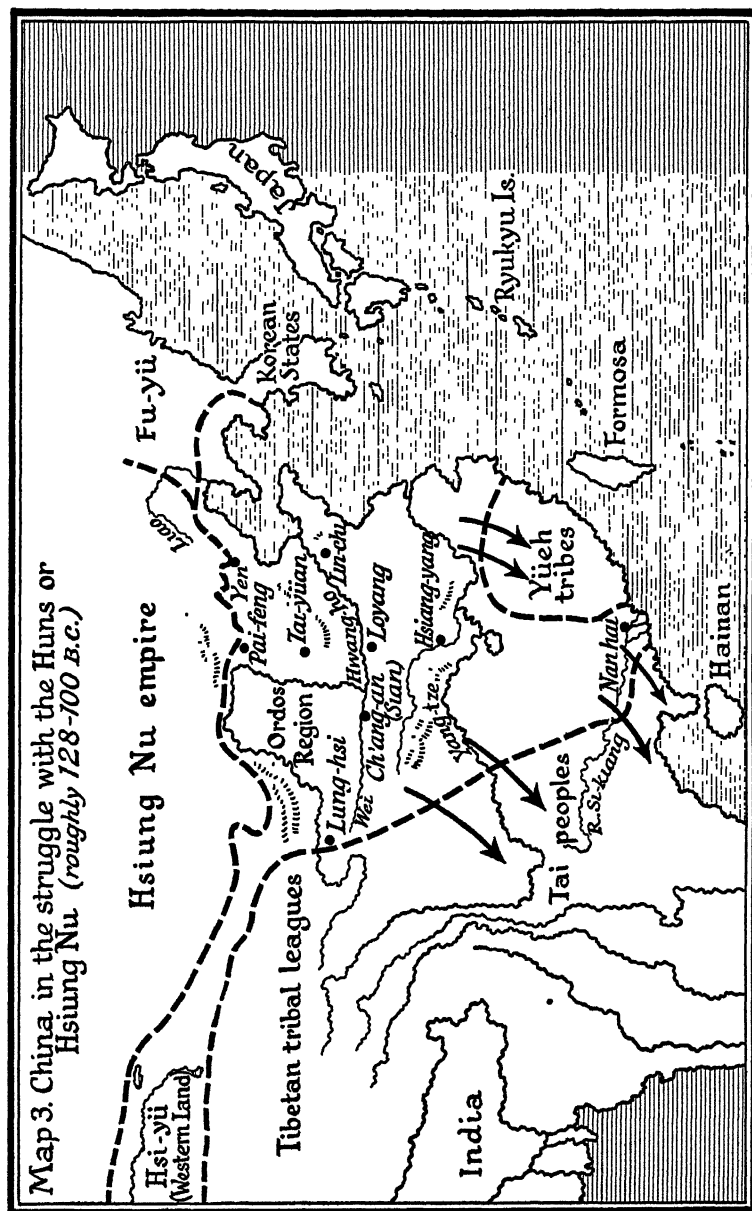 Map 3. China in the struggle with the Huns or
Hsiung Nu (roughly 128-100 B.C.)
Hsiung Nu empire
Fu-yü
Liao
Korean
States
Japan
Hsi-yü
(Western Land)
Yen
Pai-feng
Ordos
Region
Tai-yüan
Lin-chi
Hwang-ho
Tibetan tribal leagues
Lung-hsi
Wei
Ch'ang-an
(Sian)
Loyang
Hsiang-yang
Yang-tze
Ryukyu Is.
India
Tai peoples
R. Si-kiang
Yüeh
tribes
Nanhai
Formosa
Hainan